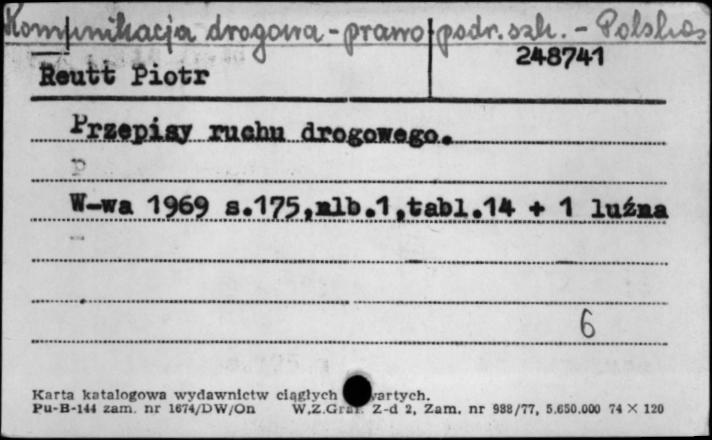 Komunikacja drogowa - prawo podr. szk. - Polska
248741
Reutt Piotr
Przepisy ruchu drogowego.
p
W-wa 1969 s.175,nlb.1,tabl.14 + 1 luźna
6
Karta katalogowa wydawnictw ciągłych wartych.
Pu-B-144 zam. nr 1674/DW/On W.Z.Graf. Z-d 2, Zam. nr 988/77, 5.650.000 74 × 120